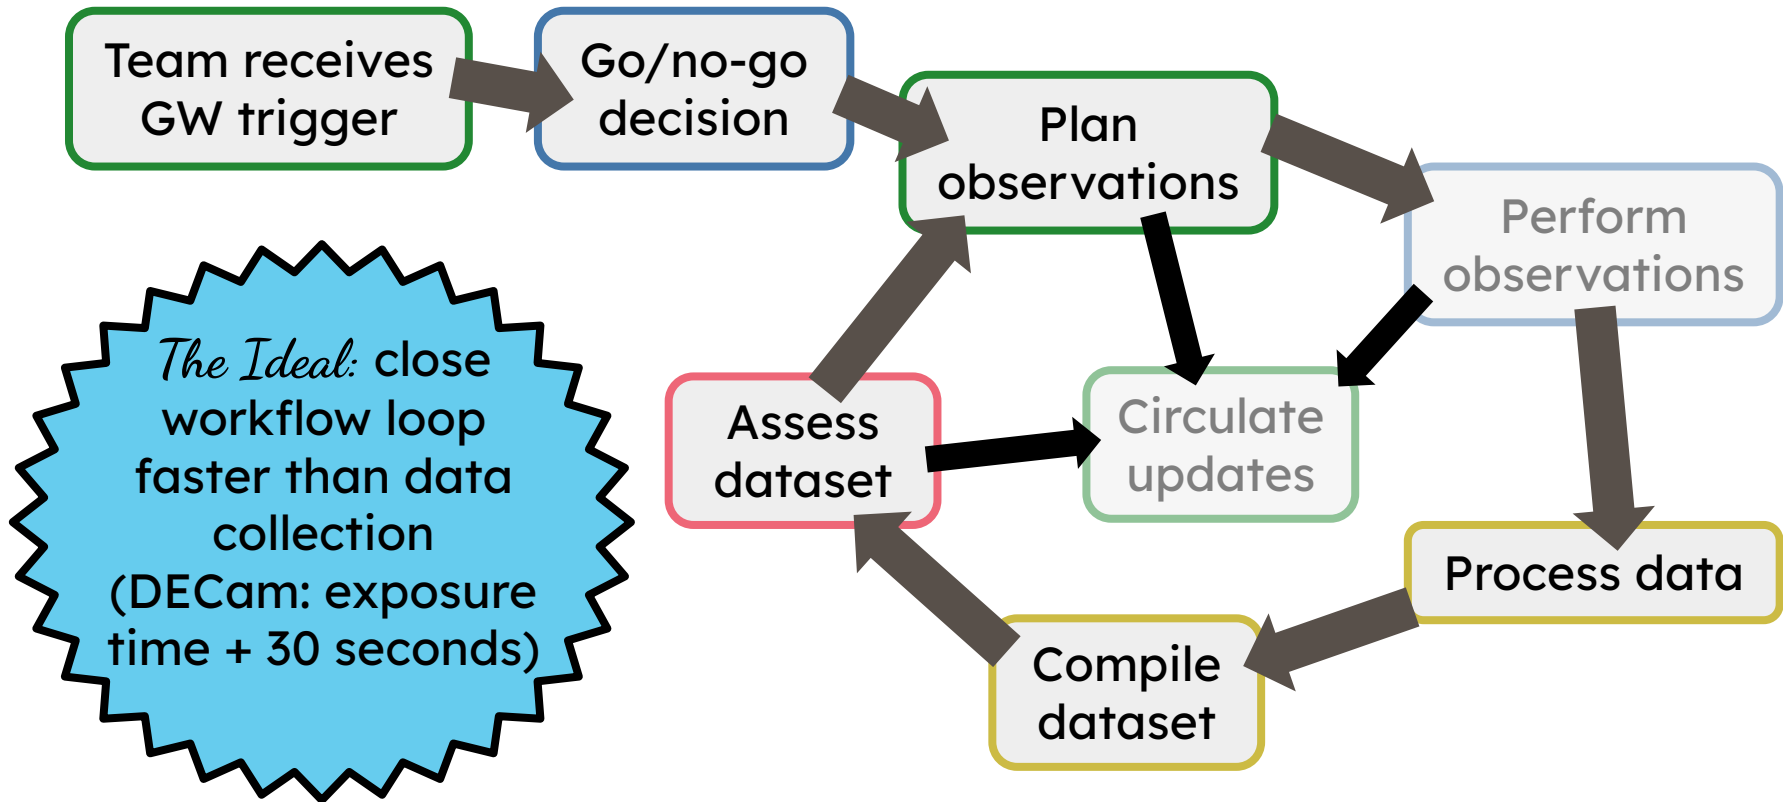 Team receives
GW trigger
Go/no-go
decision
Plan
observations
Perform
observations
The Ideal: close
workflow loop
faster than data
collection
(DECam: exposure
time + 30 seconds)
Assess
dataset
Circulate
updates
Process data
Compile
dataset